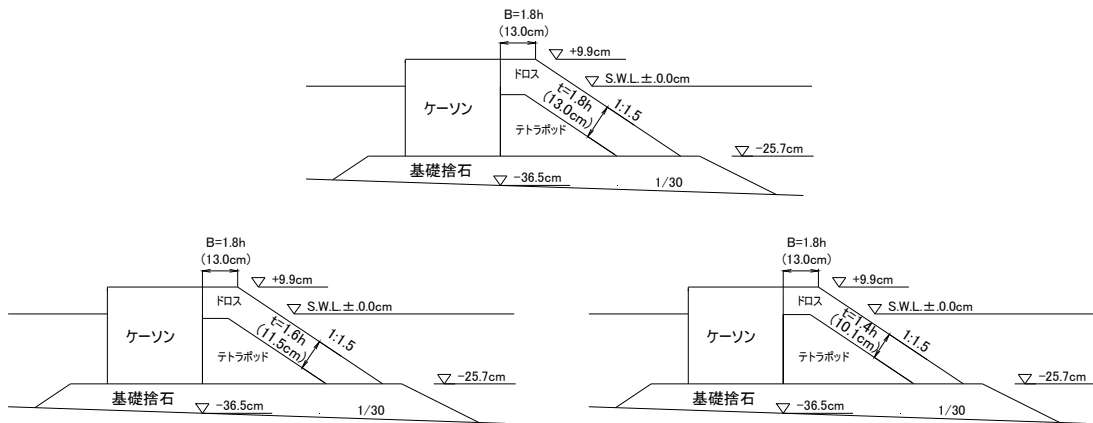 B=1.8h
(13.0cm)
+9.9cm
ドロス
S.W.L.±.0.0cm
t=1.8h
(13.0cm)
1:1.5
ケーソン
テトラポッド
-25.7cm
基礎捨石
-36.5cm
1/30
B=1.8h
(13.0cm)
+9.9cm
ドロス
S.W.L.±.0.0cm
t=1.6h
(11.5cm)
1:1.5
ケーソン
テトラポッド
-25.7cm
基礎捨石
-36.5cm
1/30
B=1.8h
(13.0cm)
+9.9cm
ドロス
S.W.L.±.0.0cm
t=1.4h
(10.1cm)
1:1.5
ケーソン
テトラポッド
-25.7cm
基礎捨石
-36.5cm
1/30